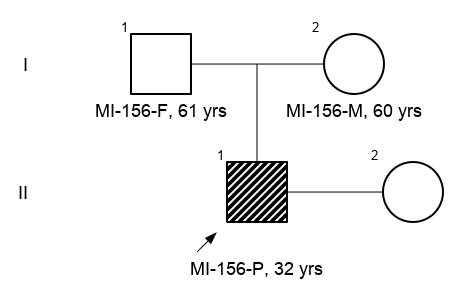 1 2
I
MI-156-F, 61 yrs MI-156-M, 60 yrs
1 2
II
MI-156-P, 32 yrs